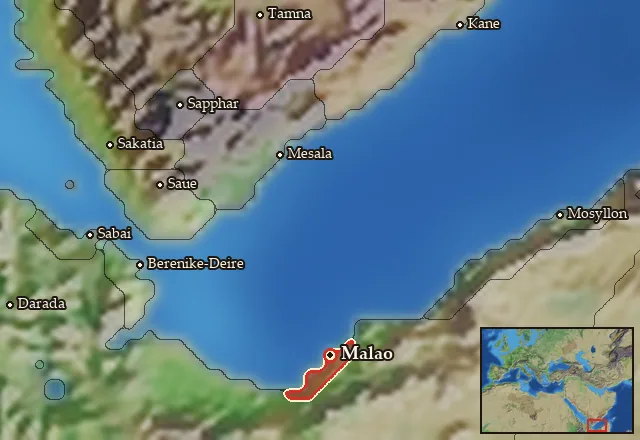 Tamna
Kane
Sapphar
Sakatia
Mesala
Saue
Mosyllon
Sabai
Berenike-Deire
Darada
Malao